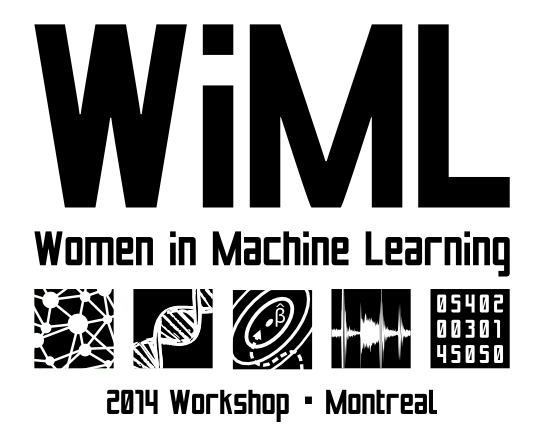 WiML
Women in Machine Learning
β̂
05402
00301
45050
2014 Workshop ▪ Montreal